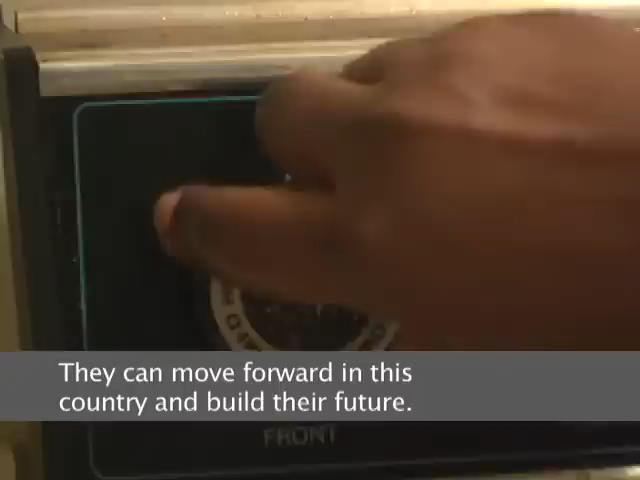 They can move forward in this
country and build their future.
FRONT